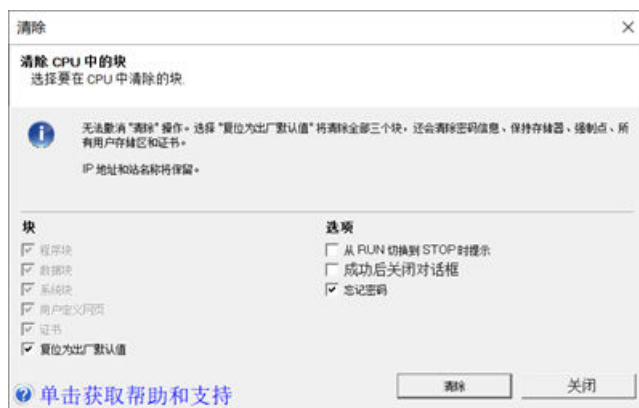 清除
清除 CPU 中的块
选择要在 CPU 中清除的块.
无法撤消 "清除" 操作。选择 "复位为出厂默认值" 将清除全部三个块，还会清除密码信息、保持存储器、强制点、所
有用户存储区和证书。
IP 地址和站名称将保留。
块
选项
程序块
从 RUN 切换到 STOP 时提示
数据块
成功后关闭对话框
系统块
忘记密码
用户定义网页
证书
复位为出厂默认值
单击获取帮助和支持
清除
关闭